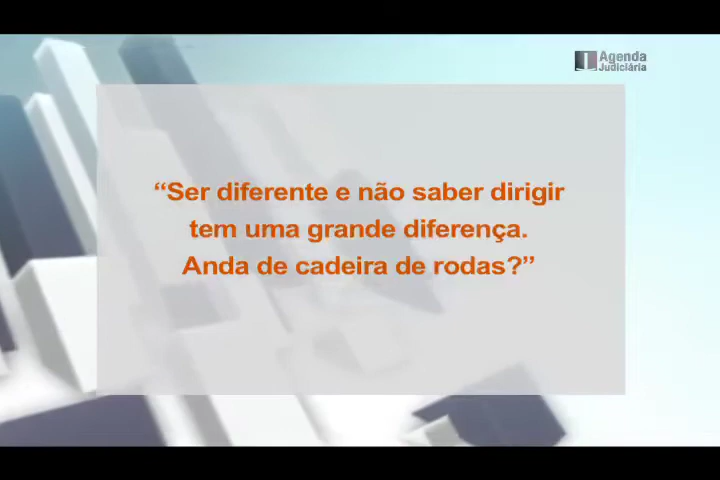 Agenda
Judiciária
“Ser diferente e não saber dirigir
tem uma grande diferença.
Anda de cadeira de rodas?”